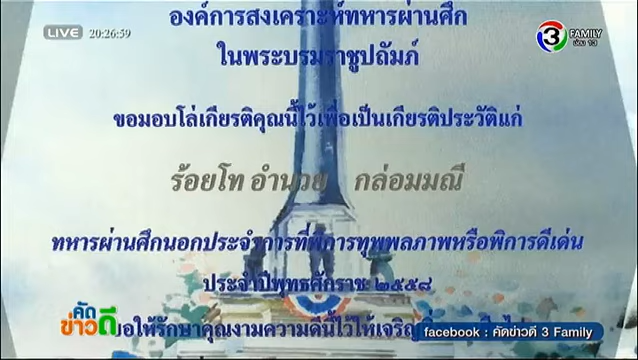 LIVE 20:26:59
3 FAMILY
ช่อง 13
องค์การสงเคราะห์ทหารผ่านศึก
ในพระบรมราชูปถัมภ์
ขอมอบโล่เกียรติคุณนี้ไว้เพื่อเป็นเกียรติประวัติแก่
ร้อยโท อำนวย กล่อมมณี
ทหารผ่านศึกนอกประจำการที่พิการทุพพลภาพหรือพิการดีเด่น
ประจำปีพุทธศักราช ๒๕๕๘
ขอให้รักษาคุณงามความดีนี้ไว้ให้เจริญ
คัด
ข่าวดี
facebook : คัดข่าวดี 3 Family